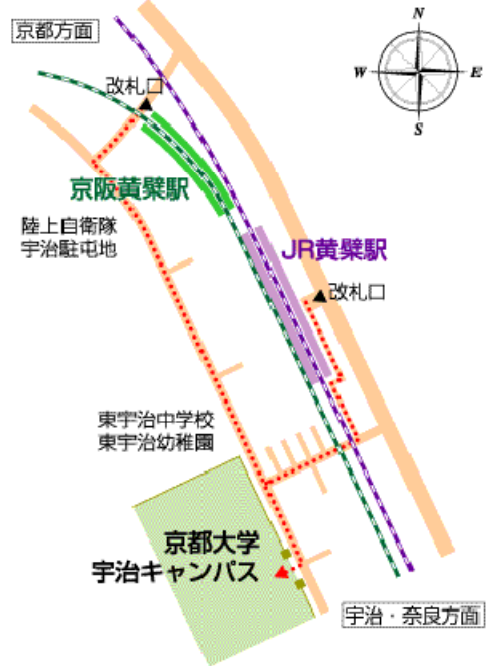 京都方面
N
W
E
S
改札口
京阪黄檗駅
陸上自衛隊
宇治駐屯地
JR黄檗駅
改札口
東宇治中学校
東宇治幼稚園
京都大学
宇治キャンパス
宇治・奈良方面